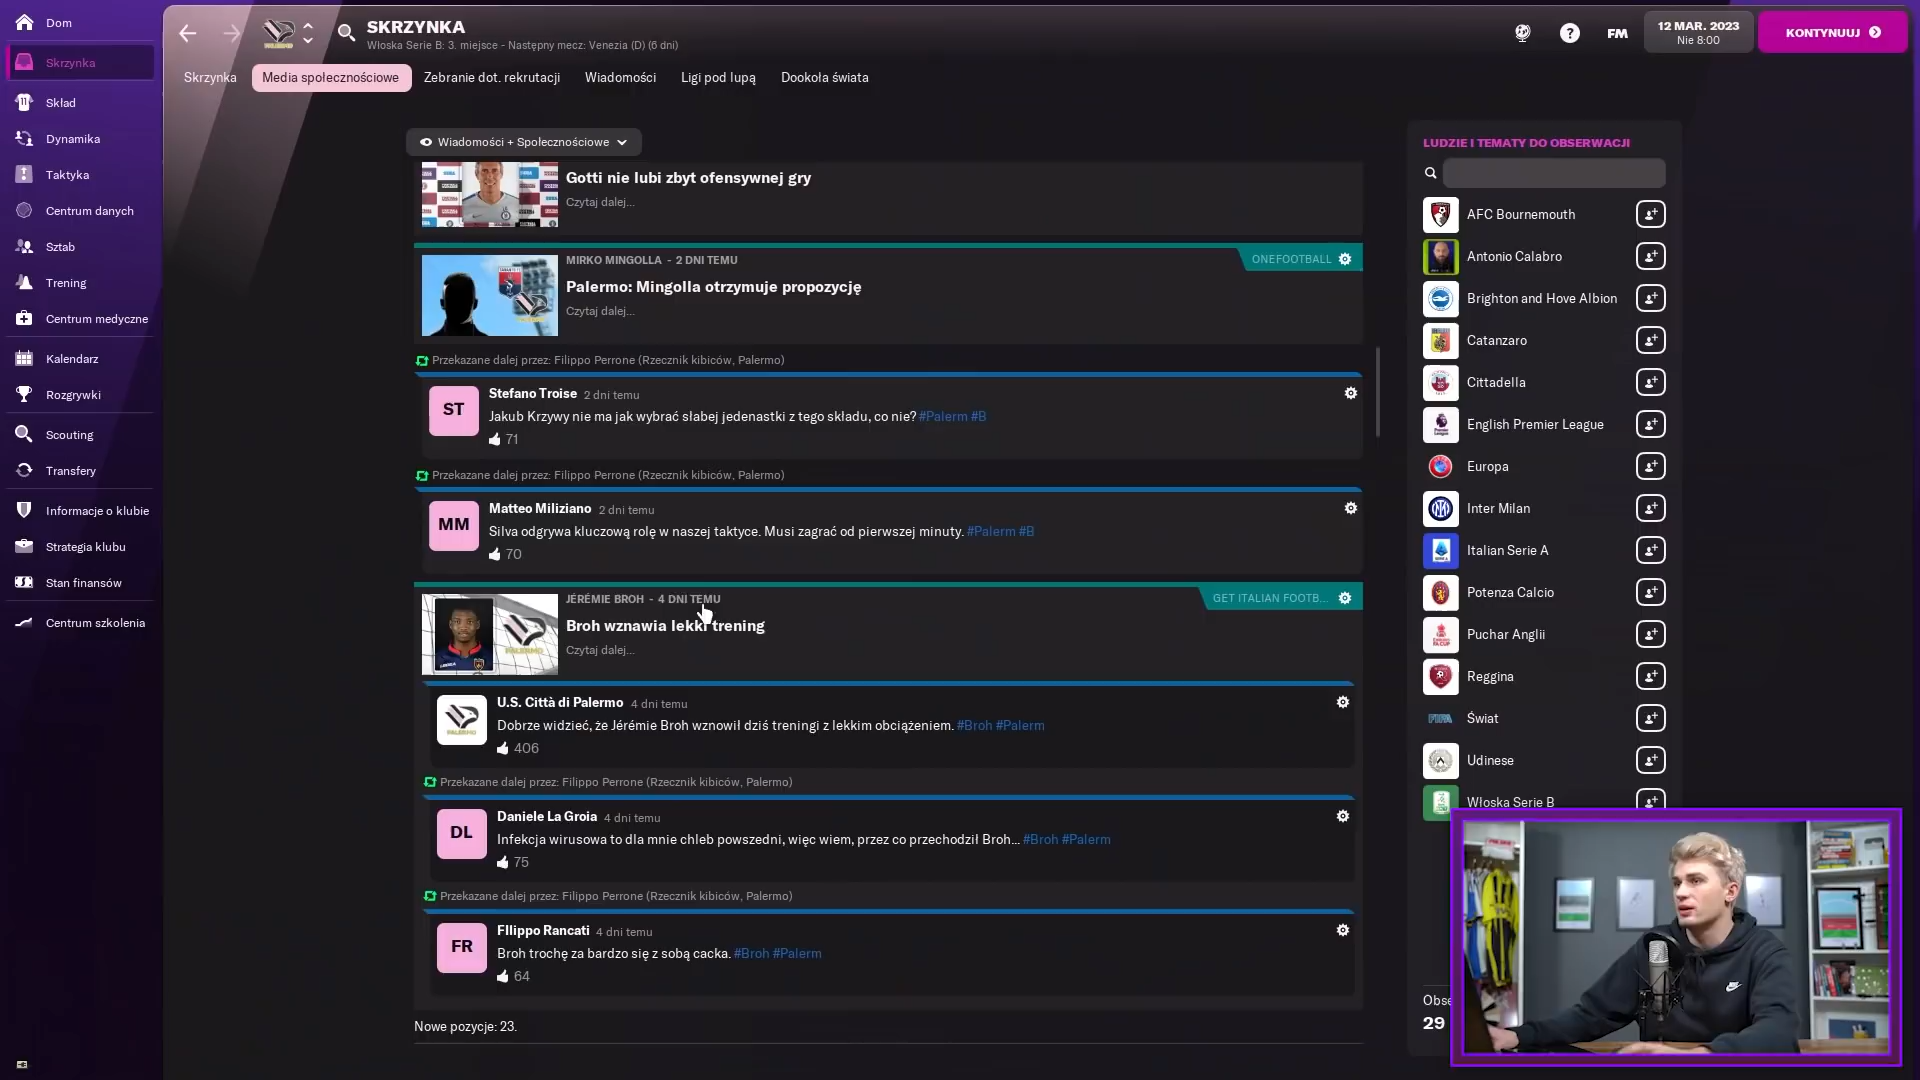 Dom
Skrzynka
Skład
Dynamika
Taktyka
Centrum danych
Sztab
Trening
Centrum medyczne
Kalendarz
Rozgrywki
Scouting
Transfery
Informacje o klubie
Strategia klubu
Stan finansów
Centrum szkolenia
SKRZYNKA
Włoska Serie B: 3. miejsce - Następny mecz: Venezia (D) (6 dni)
FM
12 MAR. 2023
Nie 8:00
KONTYNUUJ
Skrzynka
Media społecznościowe
Zebranie dot. rekrutacji
Wiadomości
Ligi pod lupą
Dookoła świata
Wiadomości + Społecznościowe
Gotti nie lubi zbyt ofensywnej gry
Czytaj dalej...
MIRKO MINGOLLA - 2 DNI TEMU
ONEFOOTBALL
Palermo: Mingolla otrzymuje propozycję
Czytaj dalej...
Przekazane dalej przez: Filippo Perrone (Rzecznik kibiców, Palermo)
ST
Stefano Troise 2 dni temu
Jakub Krzywy nie ma jak wybrać słabej jedenastki z tego składu, co nie? #Palerm #B
71
Przekazane dalej przez: Filippo Perrone (Rzecznik kibiców, Palermo)
MM
Matteo Miliziano 2 dni temu
Silva odgrywa kluczową rolę w naszej taktyce. Musi zagrać od pierwszej minuty. #Palerm #B
70
JÉRÉMIE BROH - 4 DNI TEMU
GET ITALIAN FOOTB...
Broh wznawia lekki trening
Czytaj dalej...
U.S. Città di Palermo 4 dni temu
Dobrze widzieć, że Jérémie Broh wznowił dziś treningi z lekkim obciążeniem. #Broh #Palerm
406
Przekazane dalej przez: Filippo Perrone (Rzecznik kibiców, Palermo)
DL
Daniele La Groia 4 dni temu
Infekcja wirusowa to dla mnie chleb powszedni, więc wiem, przez co przechodził Broh... #Broh #Palerm
75
Przekazane dalej przez: Filippo Perrone (Rzecznik kibiców, Palermo)
FR
FIlippo Rancati 4 dni temu
Broh trochę za bardzo się z sobą cacka. #Broh #Palerm
64
Nowe pozycje: 23.
LUDZIE I TEMATY DO OBSERWACJI
AFC Bournemouth
Antonio Calabro
Brighton and Hove Albion
Catanzaro
Cittadella
English Premier League
Europa
Inter Milan
Italian Serie A
Potenza Calcio
Puchar Anglii
Reggina
Świat
Udinese
Włoska Serie B
Obse
29